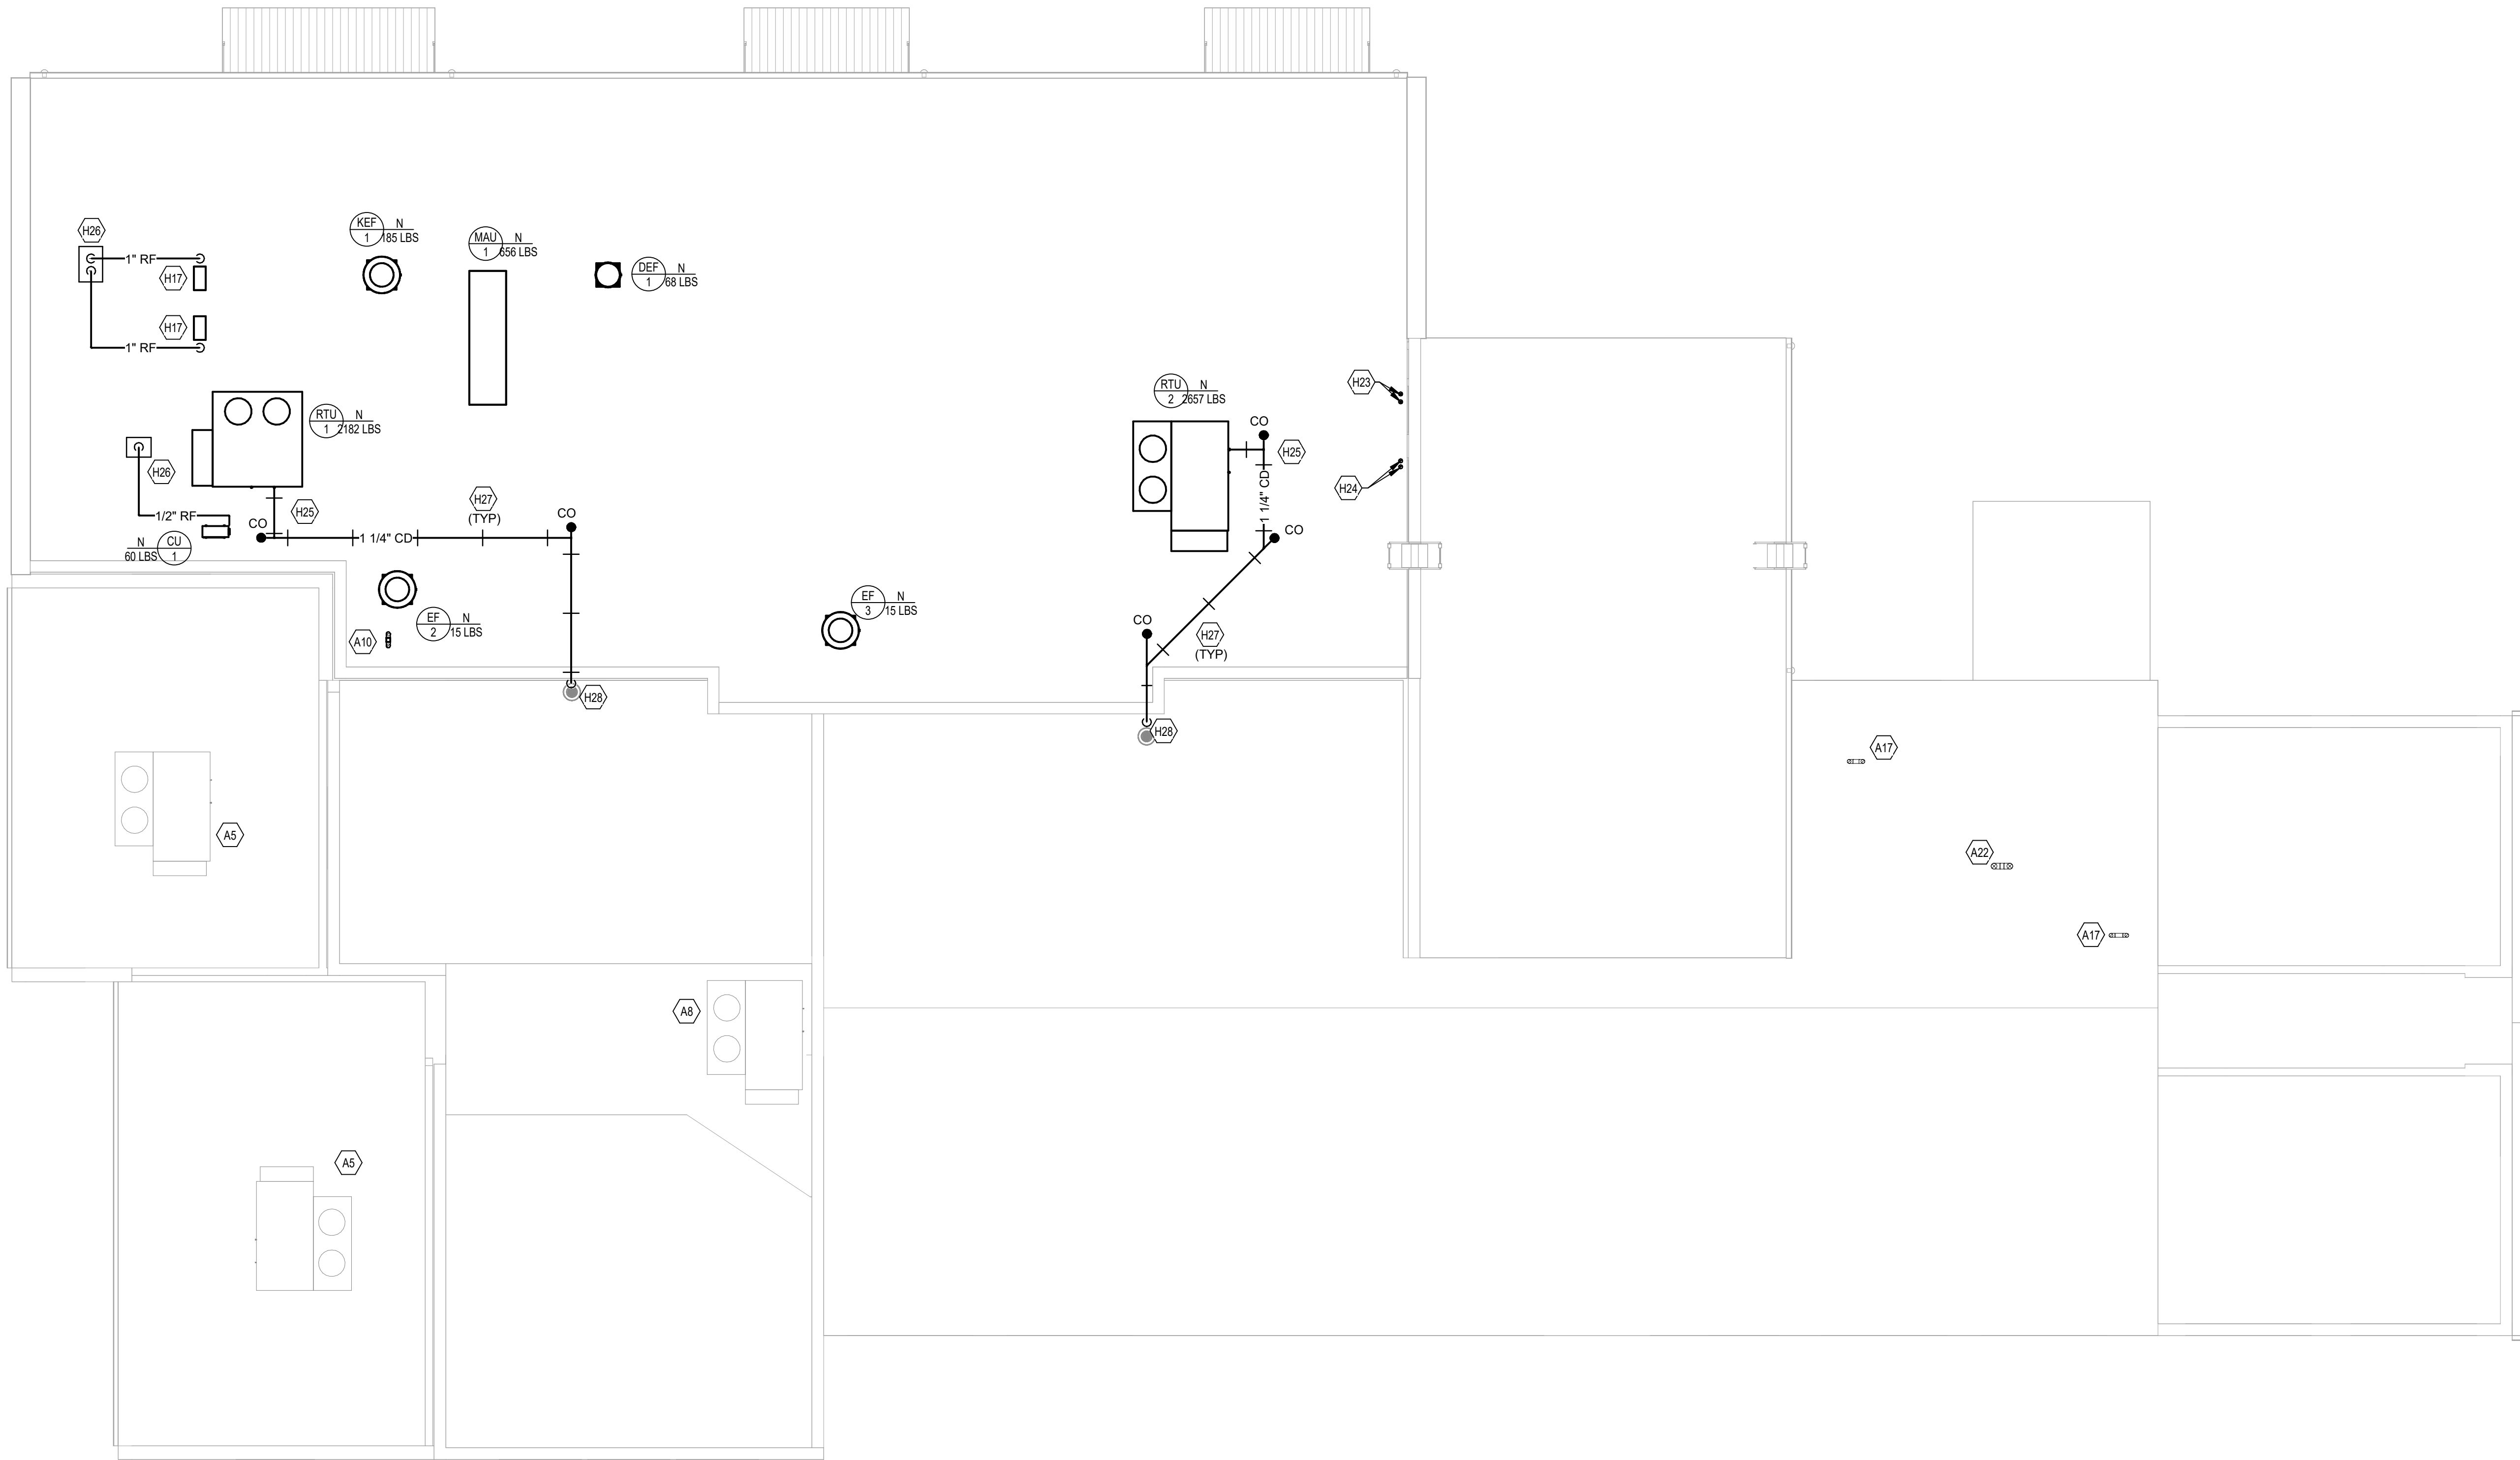 H26
1" RF
H17
H17
1" RF
KEF N
1 185 LBS
MAU N
1 656 LBS
DEF N
1 68 LBS
RTU N
1 2182 LBS
H26
1/2" RF
N CU
60 LBS 1
CO
H25
1 1/4" CD
H27
(TYP)
CO
EF N
2 15 LBS
A10
H28
EF N
3 15 LBS
RTU N
2 2657 LBS
CO
H25
1 1/4" CD
CO
CO
H27
(TYP)
H28
H23
H24
A17
A22
A17
A5
A8
A5